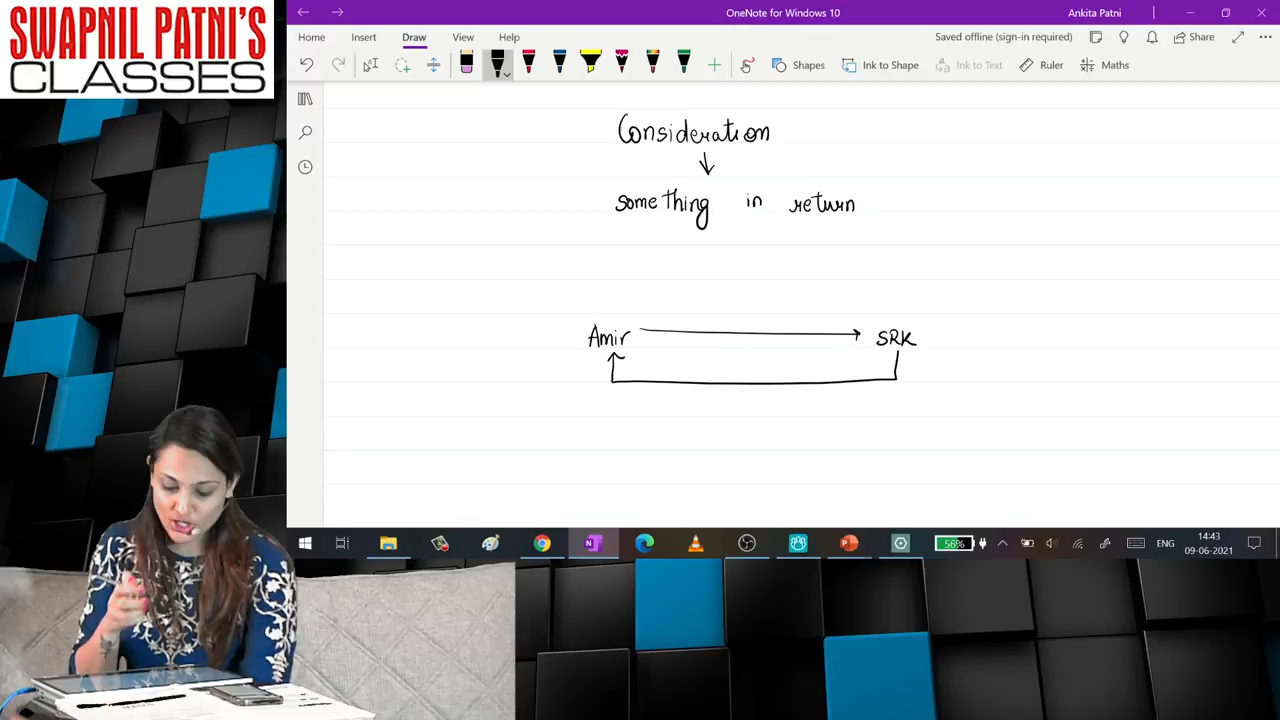 SWAPNIL PATNI'S
CLASSES
OneNote for Windows 10
Ankita Patni
Home Insert Draw View Help
Saved offline (sign-in required)
Share
Shapes
Ink to Shape
Ink to Text
Ruler
Maths
Consideration
something in return
Amir
SRK
56%
ENG
14:43
09-06-2021